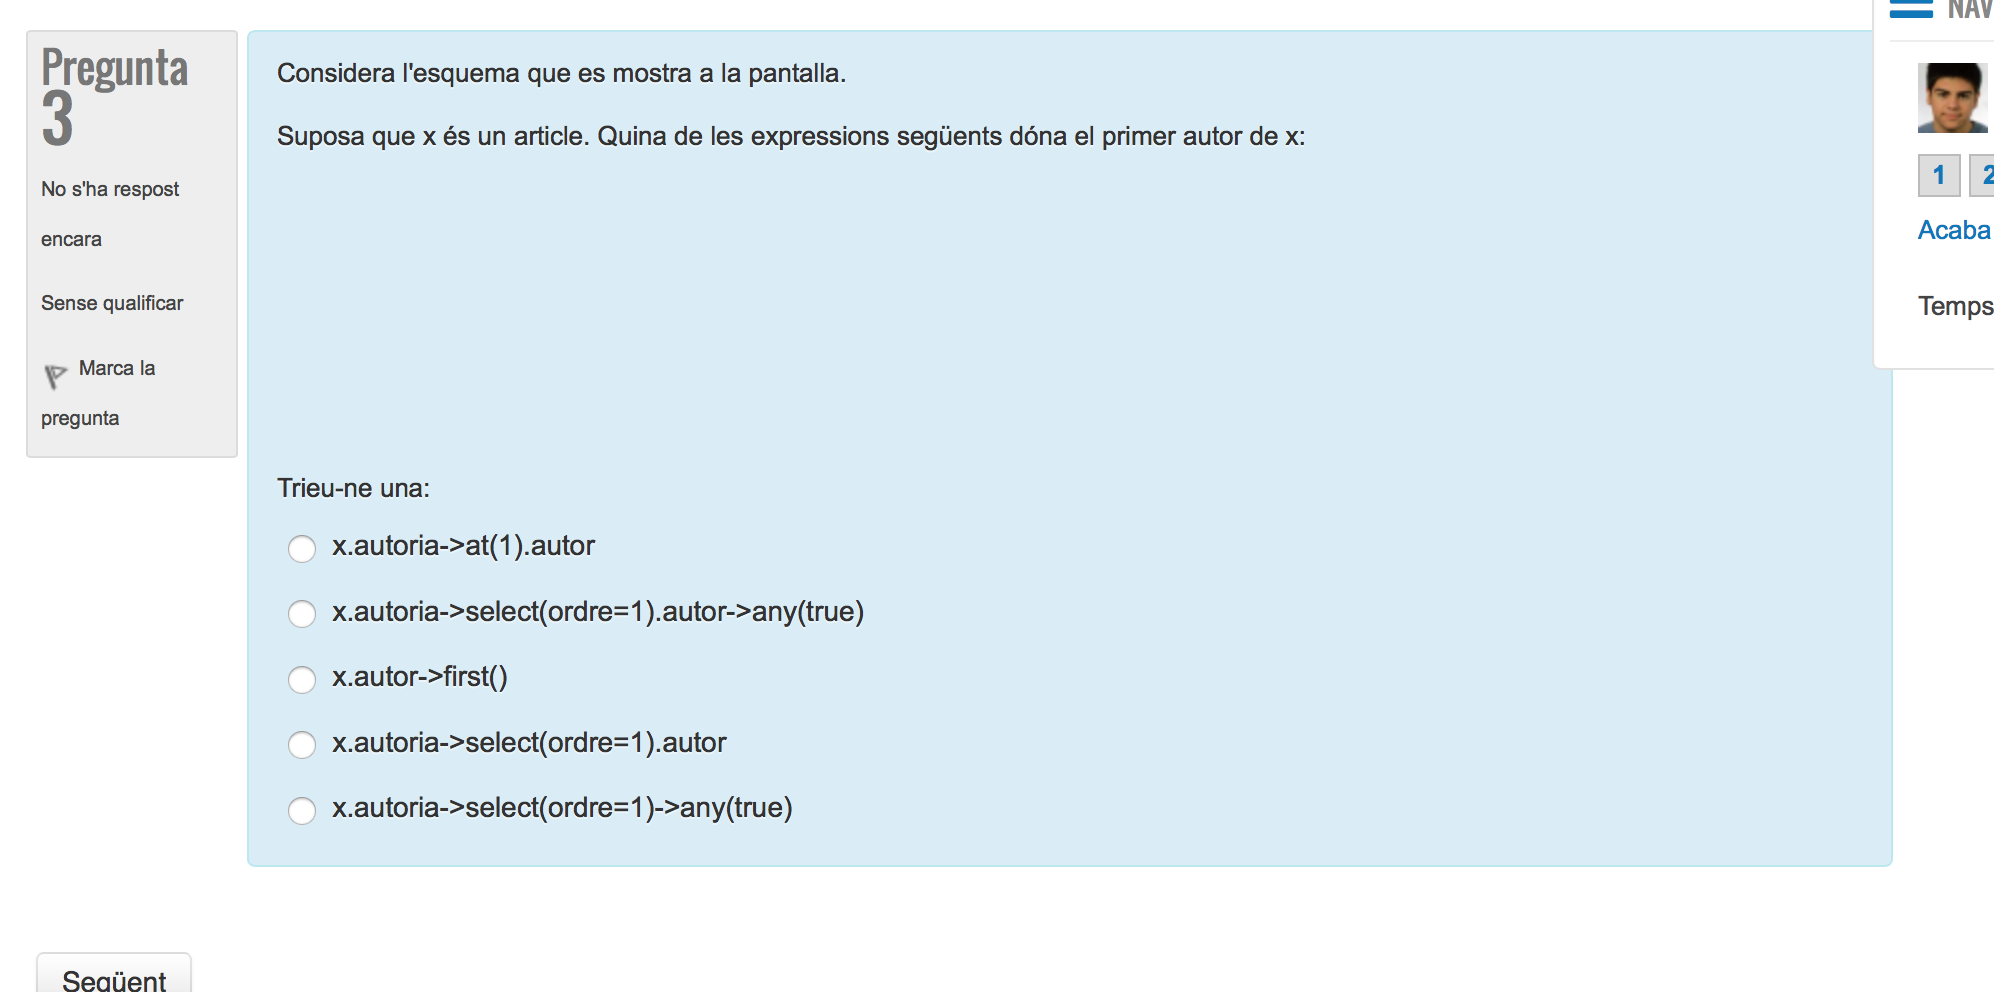 Pregunta
3
No s'ha respost
encara
Sense qualificar
Marca la
pregunta
Considera l'esquema que es mostra a la pantalla.
Suposa que x és un article. Quina de les expressions següents dóna el primer autor de x:
Trieu-ne una:
x.autoria->at(1).autor
x.autoria->select(ordre=1).autor->any(true)
x.autor->first()
x.autoria->select(ordre=1).autor
x.autoria->select(ordre=1)->any(true)
Següent
NAV
1 2
Acaba
Temps